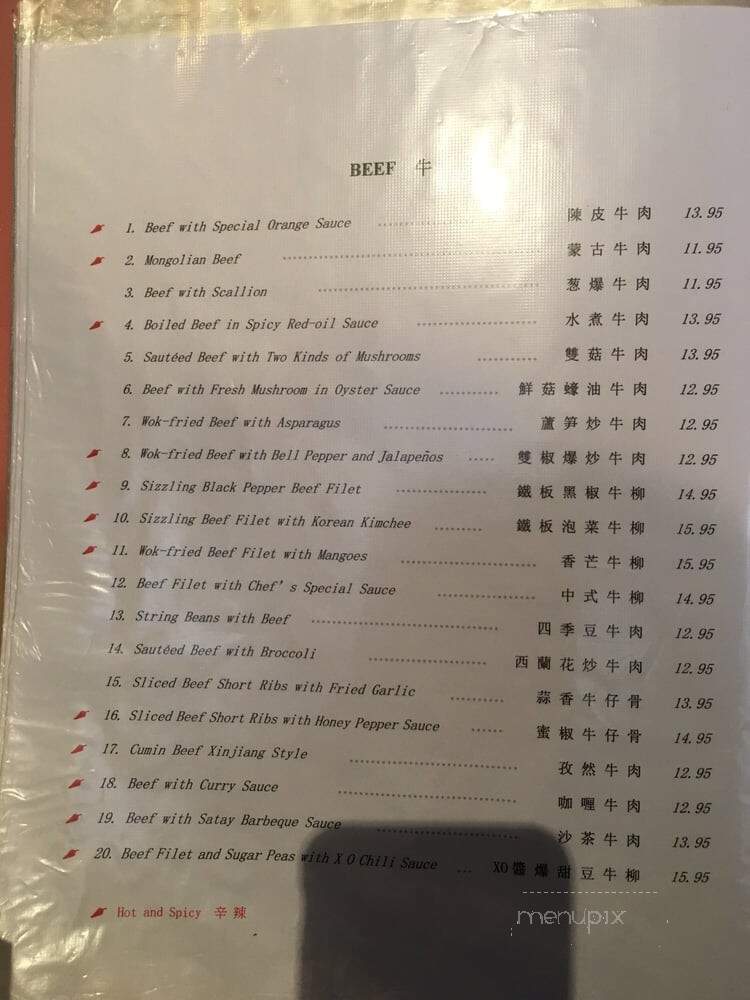 BEEF 牛
1. Beef with Special Orange Sauce 陳皮牛肉 13.95
2. Mongolian Beef 蒙古牛肉 11.95
3. Beef with Scallion 葱爆牛肉 11.95
4. Boiled Beef in Spicy Red-oil Sauce 水煮牛肉 13.95
5. Sautéed Beef with Two Kinds of Mushrooms 雙菇牛肉 13.95
6. Beef with Fresh Mushroom in Oyster Sauce 鮮菇蠔油牛肉 12.95
7. Wok-fried Beef with Asparagus 蘆筍炒牛肉 12.95
8. Wok-fried Beef with Bell Pepper and Jalapeños 雙椒爆炒牛肉 12.95
9. Sizzling Black Pepper Beef Filet 鐵板黑椒牛柳 14.95
10. Sizzling Beef Filet with Korean Kimchee 鐵板泡菜牛柳 15.95
11. Wok-fried Beef Filet with Mangoes 香芒牛柳 15.95
12. Beef Filet with Chef's Special Sauce 中式牛柳 14.95
13. String Beans with Beef 四季豆牛肉 12.95
14. Sautéed Beef with Broccoli 西蘭花炒牛肉 12.95
15. Sliced Beef Short Ribs with Fried Garlic 蒜香牛仔骨 13.95
16. Sliced Beef Short Ribs with Honey Pepper Sauce 蜜椒牛仔骨 14.95
17. Cumin Beef Xinjiang Style 孜然牛肉 12.95
18. Beef with Curry Sauce 咖喱牛肉 12.95
19. Beef with Satay Barbeque Sauce 沙茶牛肉 13.95
20. Beef Filet and Sugar Peas with X O Chili Sauce ... XO醬爆甜豆牛柳 15.95
Hot and Spicy 辛辣
menupix